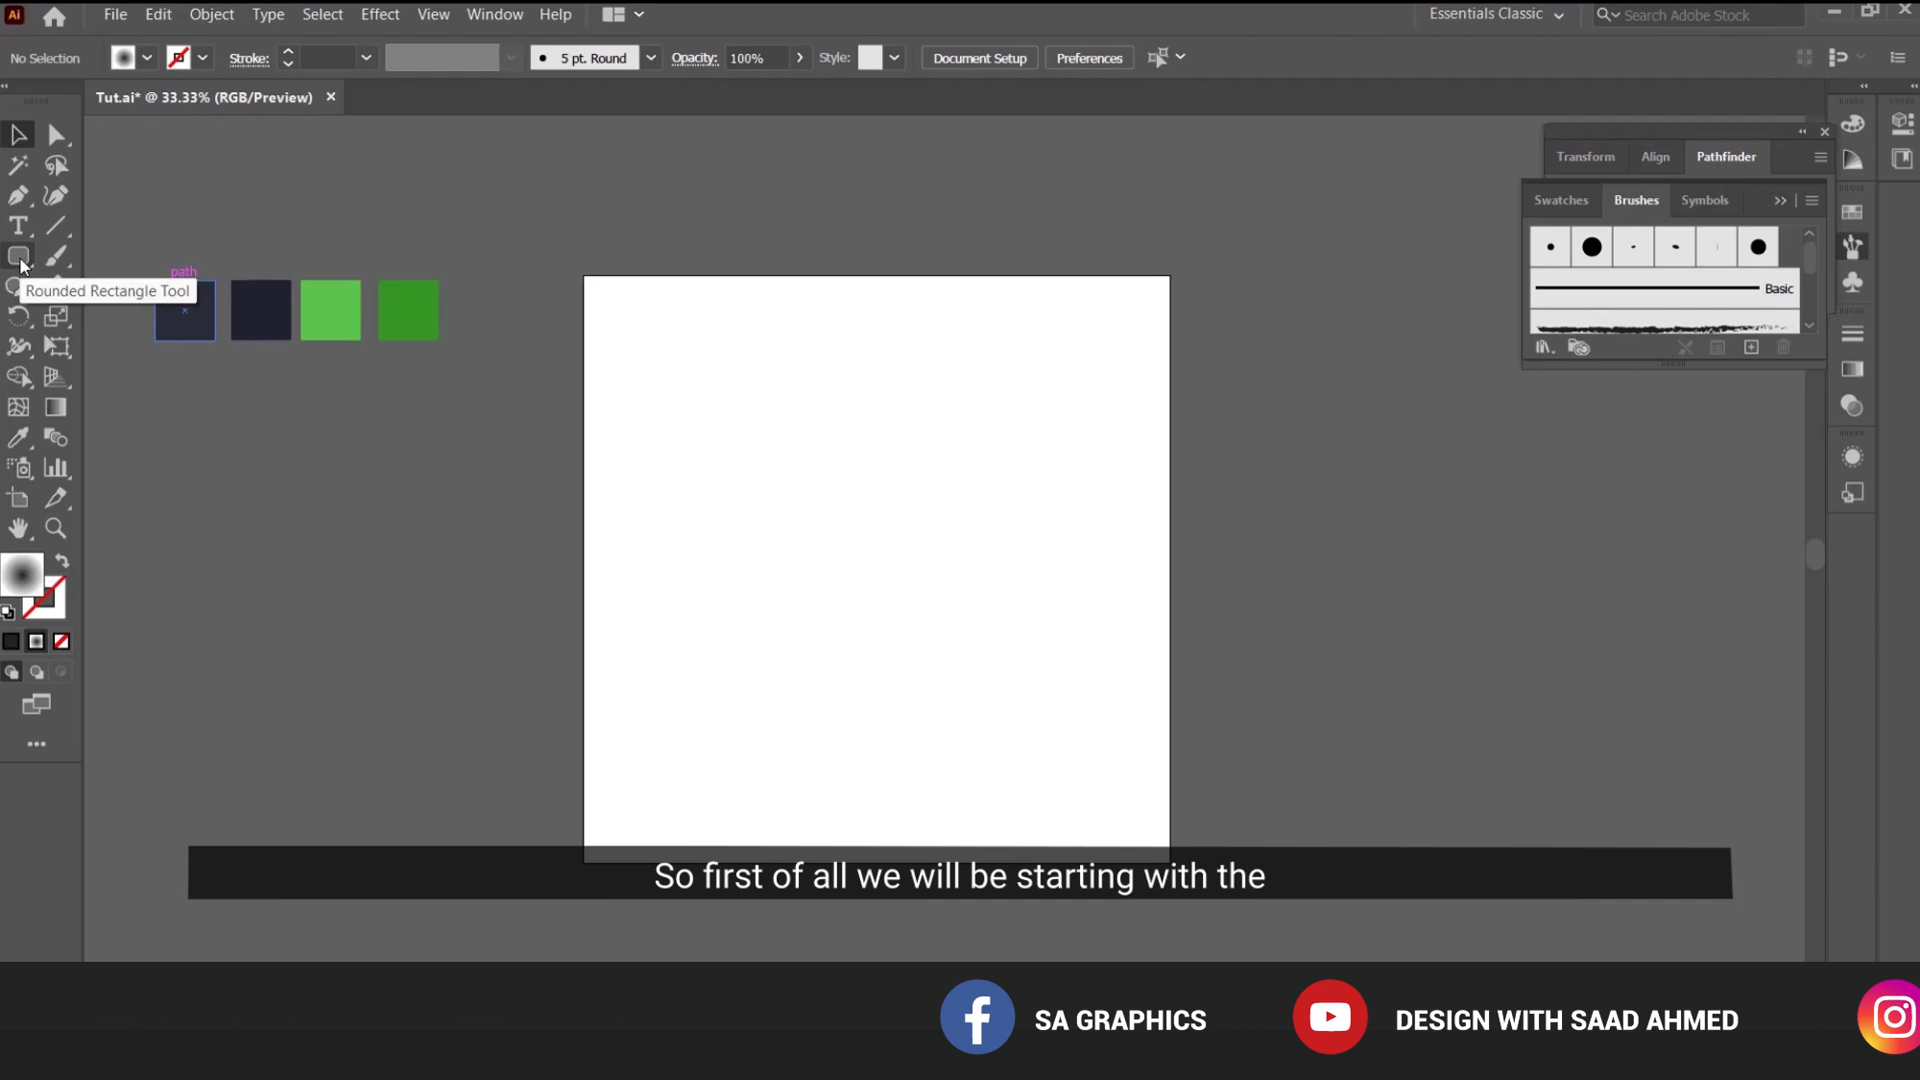 Ai File Edit Object Type Select Effect View Window Help Essentials Classic Search Adobe Stock
No Selection Stroke: 5 pt. Round Opacity: 100% Style: Document Setup Preferences
Tut.ai* @ 33.33% (RGB/Preview)
Transform Align Pathfinder
Swatches Brushes Symbols
Basic
path
Rounded Rectangle Tool
So first of all we will be starting with the
SA GRAPHICS DESIGN WITH SAAD AHMED